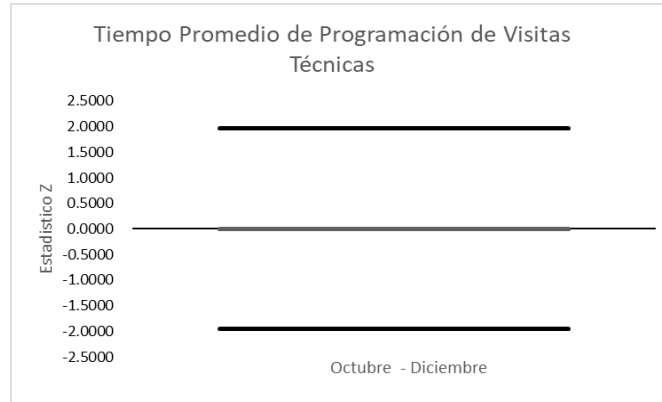 Tiempo Promedio de Programación de Visitas
Técnicas
2.5000
2.0000
1.5000
1.0000
0.5000
0.0000
-0.5000
-1.0000
-1.5000
-2.0000
-2.5000
Estadistico Z
Octubre - Diciembre